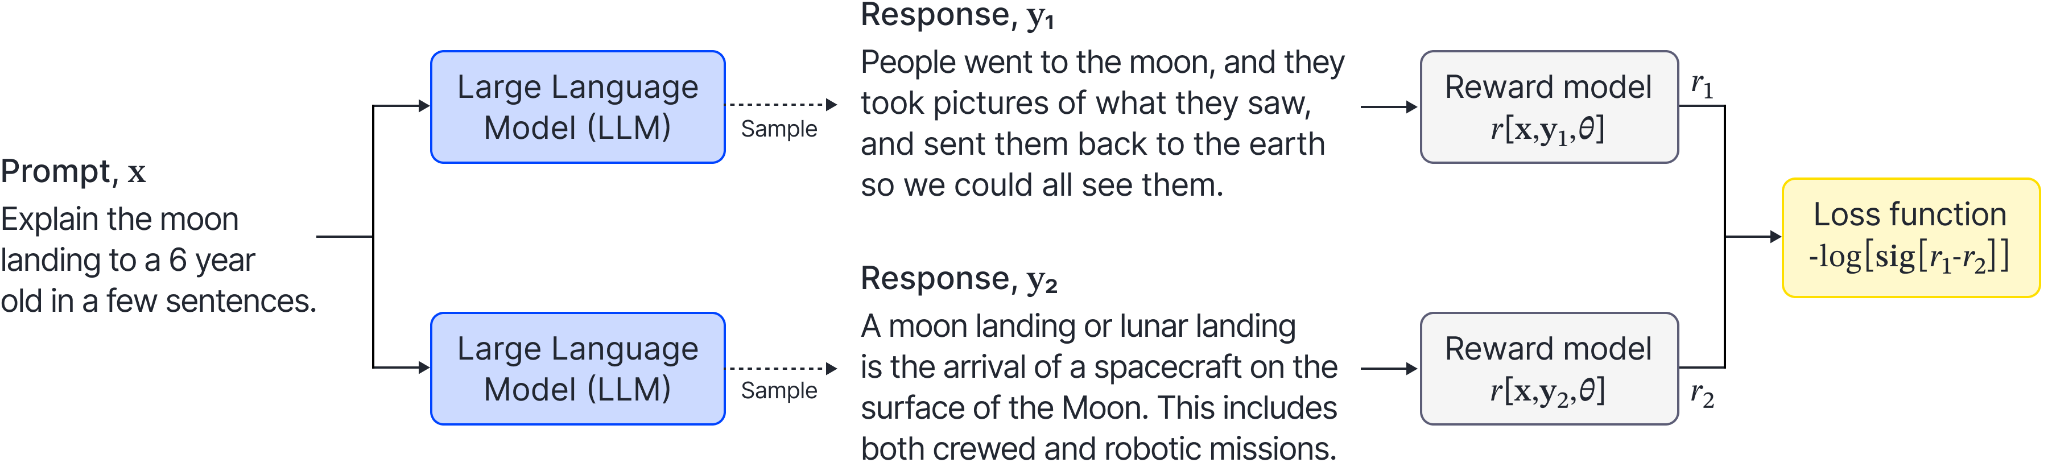 Prompt, x
Explain the moon
landing to a 6 year
old in a few sentences.
Large Language
Model (LLM)
Sample
Response, y₁
People went to the moon, and they
took pictures of what they saw,
and sent them back to the earth
so we could all see them.
Reward model
r[x,y₁,θ]
r₁
Large Language
Model (LLM)
Sample
Response, y₂
A moon landing or lunar landing
is the arrival of a spacecraft on the
surface of the Moon. This includes
both crewed and robotic missions.
Reward model
r[x,y₂,θ]
r₂
Loss function
-log[sig[r₁-r₂]]